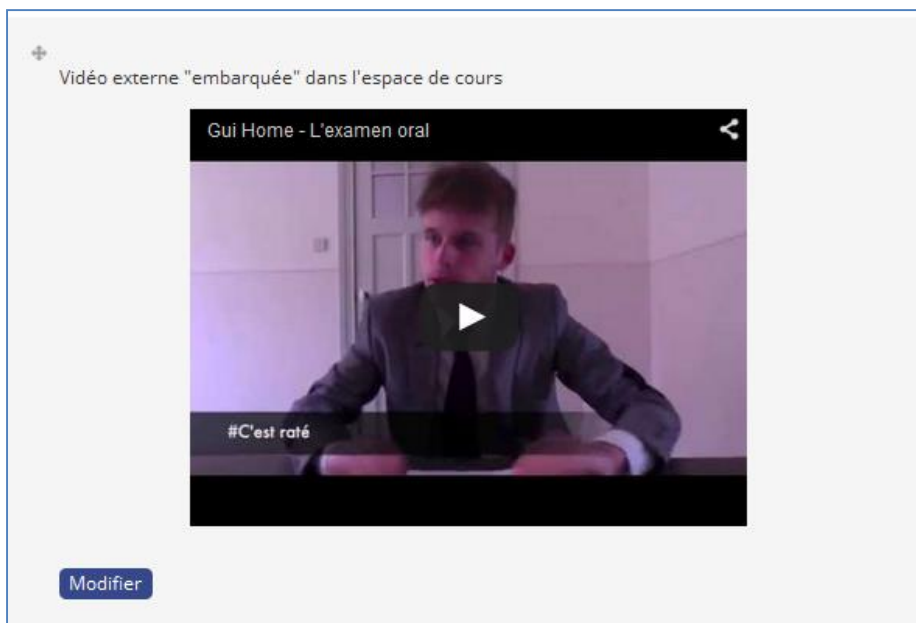 Vidéo externe "embarquée" dans l'espace de cours
Gui Home - L'examen oral
#C'est raté
Modifier